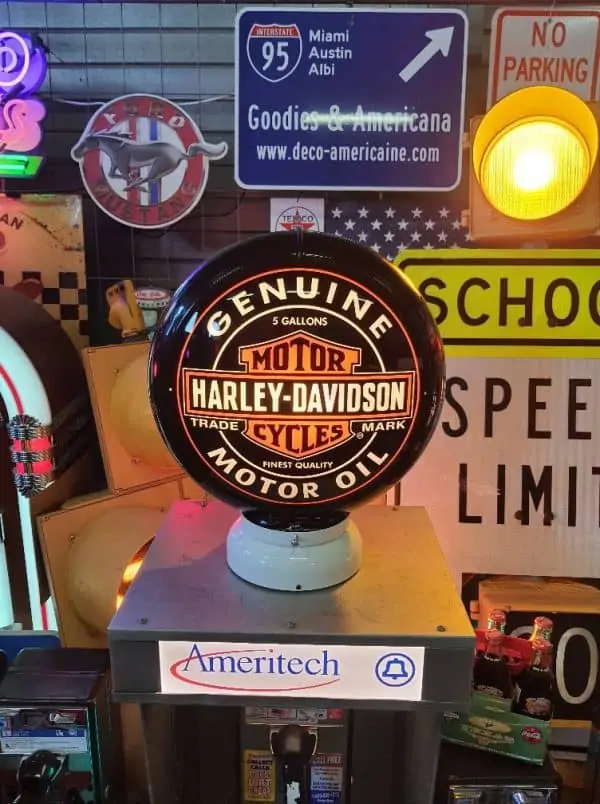 INTERSTATE
95
Miami
Austin
Albi
Goodies & Americana
www.deco-americaine.com
NO
PARKING
MUSTANG
TEXACO
SCHOO
SPEE
LIMIT
GENUINE
5 GALLONS
MOTOR
HARLEY-DAVIDSON
TRADE MARK
CYCLES
®
FINEST QUALITY
MOTOR OIL
Ameritech